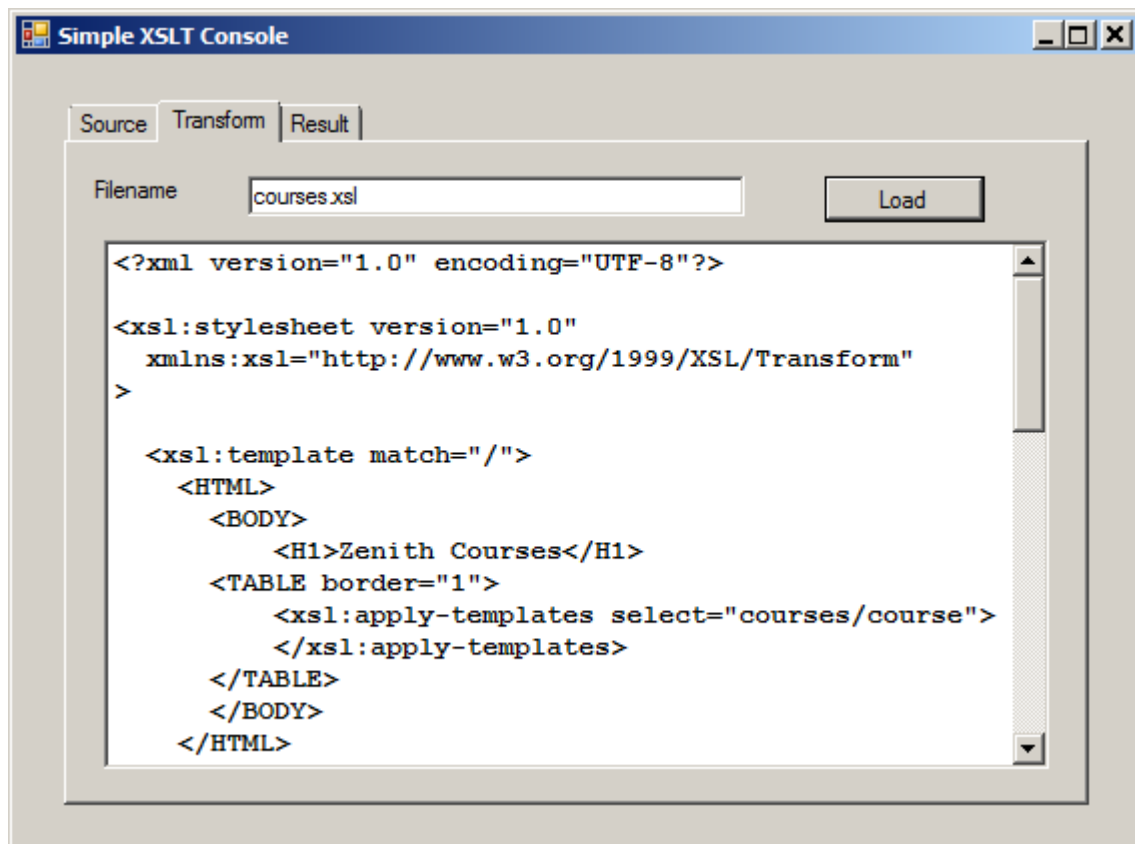 Simple XSLT Console
Source Transform Result
Filename courses.xsl Load
<?xml version="1.0" encoding="UTF-8"?>

<xsl:stylesheet version="1.0"
  xmlns:xsl="http://www.w3.org/1999/XSL/Transform"
>

  <xsl:template match="/">
    <HTML>
      <BODY>
          <H1>Zenith Courses</H1>
      <TABLE border="1">
          <xsl:apply-templates select="courses/course">
          </xsl:apply-templates>
      </TABLE>
      </BODY>
    </HTML>